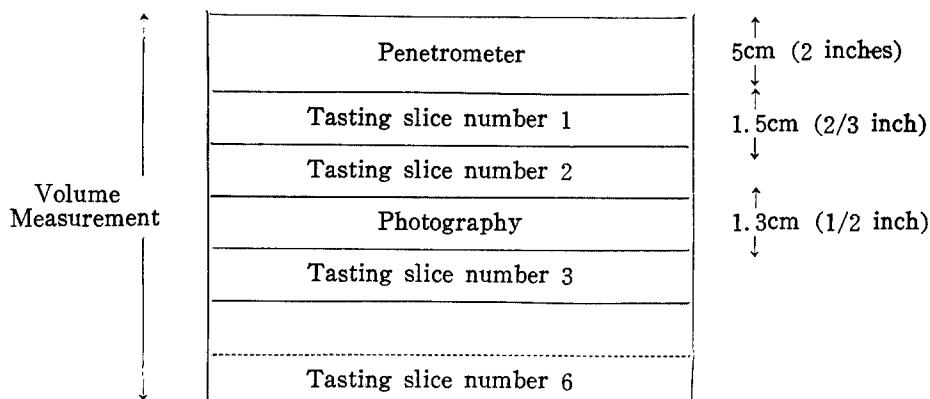 Penetrometer
5cm (2 inches)
Tasting slice number 1
1.5cm (2/3 inch)
Tasting slice number 2
Volume
Measurement
Photography
1.3cm (1/2 inch)
Tasting slice number 3
Tasting slice number 6